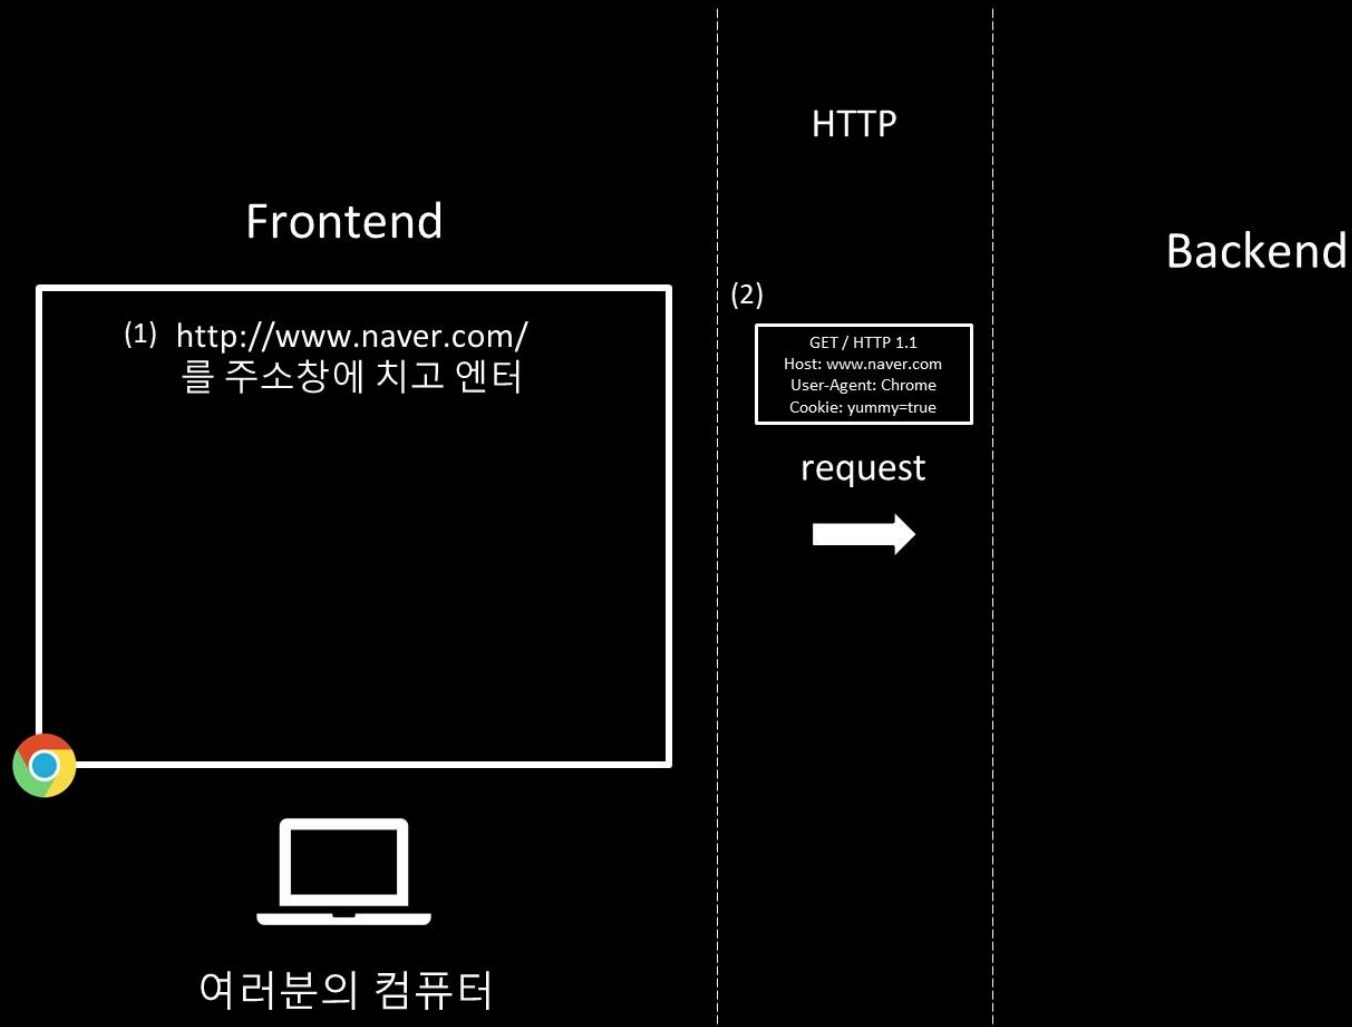 HTTP
Frontend
Backend
(1) http://www.naver.com/
를 주소창에 치고 엔터
(2)
GET / HTTP 1.1
Host: www.naver.com
User-Agent: Chrome
Cookie: yummy=true
request
여러분의 컴퓨터